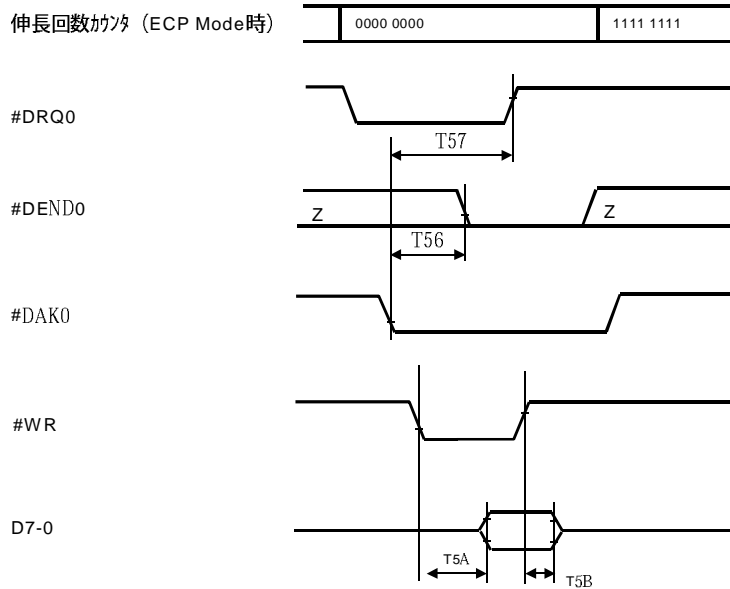 伸長回数ｶｳﾝﾀ（ECP Mode時）
0000 0000
1111 1111
#DRQ0
T57
#DEND0
Z
Z
T56
#DAK0
#WR
D7-0
T5A
T5B